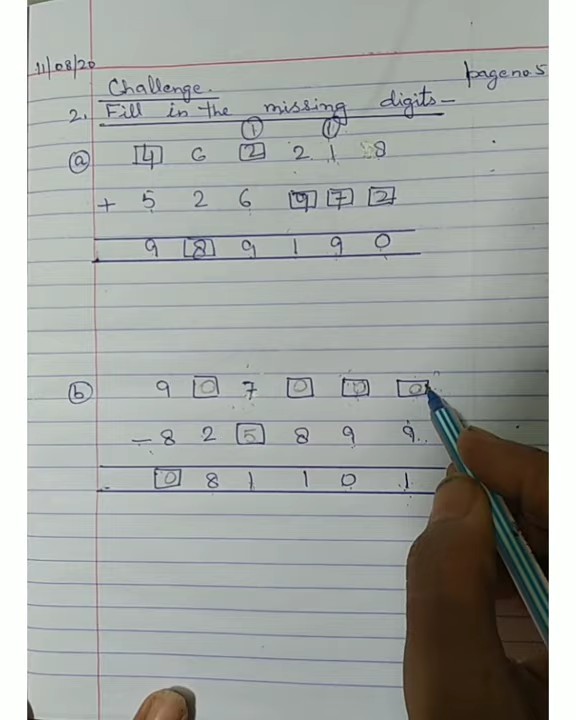 11/08/20
page no. 5
Challenge.
2. Fill in the missing digits -
1 1
a 4 6 2 2 1 8
+ 5 2 6 9 7 2
9 8 9 1 9 0
b 9 0 7 0 0 0
- 8 2 5 8 9 9
0 8 1 1 0 1